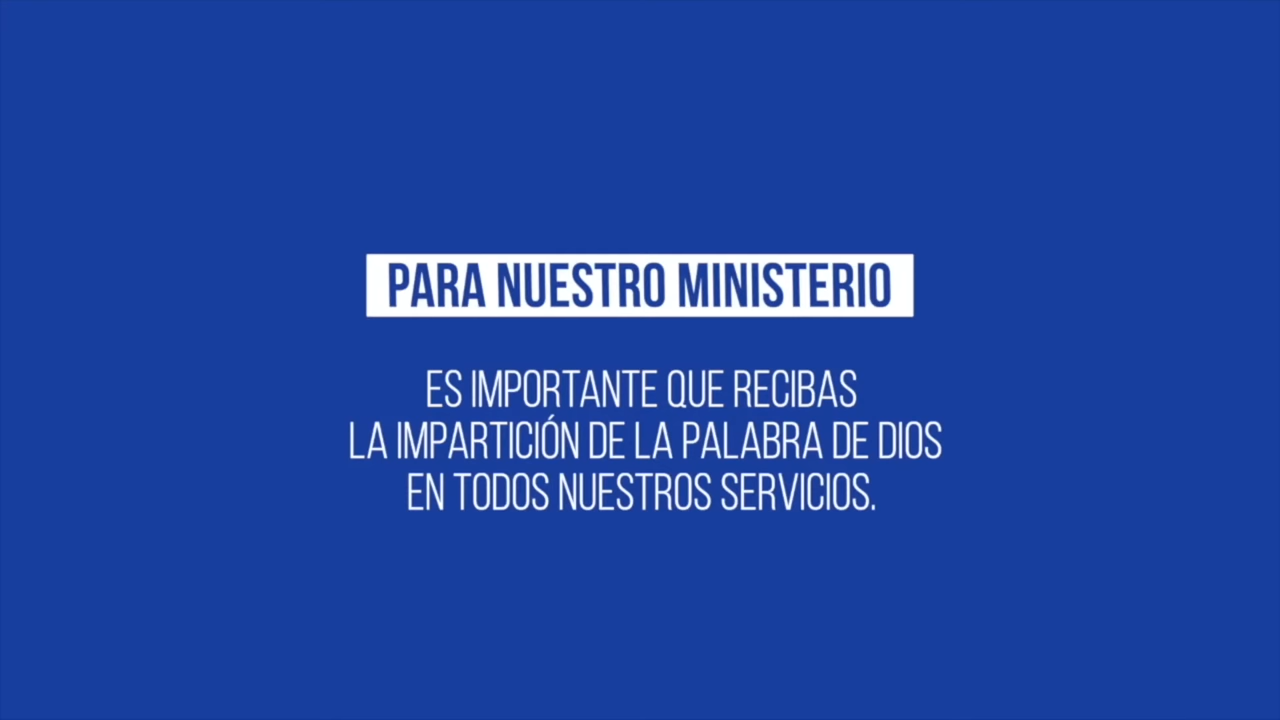 PARA NUESTRO MINISTERIO
ES IMPORTANTE QUE RECIBAS
LA IMPARTICIÓN DE LA PALABRA DE DIOS
EN TODOS NUESTROS SERVICIOS.